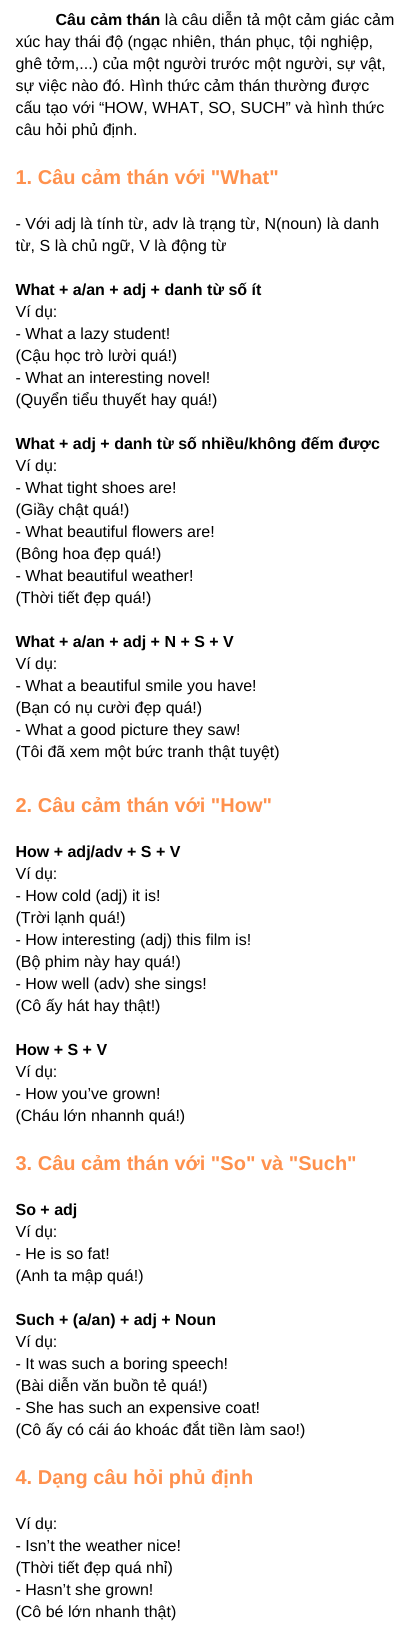 Câu cảm thán là câu diễn tả một cảm giác cảm
xúc hay thái độ (ngạc nhiên, thán phục, tội nghiệp,
ghê tởm,...) của một người trước một người, sự vật,
sự việc nào đó. Hình thức cảm thán thường được
cấu tạo với “HOW, WHAT, SO, SUCH” và hình thức
câu hỏi phủ định.
1. Câu cảm thán với "What"
- Với adj là tính từ, adv là trạng từ, N(noun) là danh
từ, S là chủ ngữ, V là động từ
What + a/an + adj + danh từ số ít
Ví dụ:
- What a lazy student!
(Cậu học trò lười quá!)
- What an interesting novel!
(Quyển tiểu thuyết hay quá!)
What + adj + danh từ số nhiều/không đếm được
Ví dụ:
- What tight shoes are!
(Giầy chật quá!)
- What beautiful flowers are!
(Bông hoa đẹp quá!)
- What beautiful weather!
(Thời tiết đẹp quá!)
What + a/an + adj + N + S + V
Ví dụ:
- What a beautiful smile you have!
(Bạn có nụ cười đẹp quá!)
- What a good picture they saw!
(Tôi đã xem một bức tranh thật tuyệt)
2. Câu cảm thán với "How"
How + adj/adv + S + V
Ví dụ:
- How cold (adj) it is!
(Trời lạnh quá!)
- How interesting (adj) this film is!
(Bộ phim này hay quá!)
- How well (adv) she sings!
(Cô ấy hát hay thật!)
How + S + V
Ví dụ:
- How you’ve grown!
(Cháu lớn nhannh quá!)
3. Câu cảm thán với "So" và "Such"
So + adj
Ví dụ:
- He is so fat!
(Anh ta mập quá!)
Such + (a/an) + adj + Noun
Ví dụ:
- It was such a boring speech!
(Bài diễn văn buồn tẻ quá!)
- She has such an expensive coat!
(Cô ấy có cái áo khoác đắt tiền làm sao!)
4. Dạng câu hỏi phủ định
Ví dụ:
- Isn’t the weather nice!
(Thời tiết đẹp quá nhỉ)
- Hasn’t she grown!
(Cô bé lớn nhanh thật)